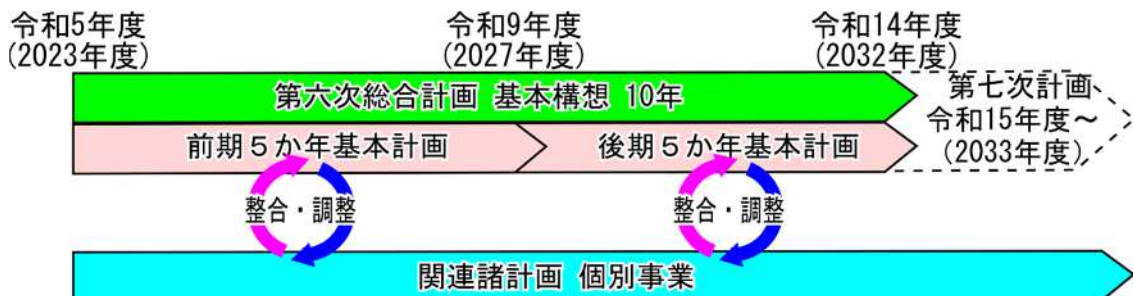 令和5年度
(2023年度)
令和9年度
(2027年度)
令和14年度
(2032年度)
第六次総合計画 基本構想 10年
第七次計画
令和15年度～
(2033年度)
前期５か年基本計画
後期５か年基本計画
整合・調整
整合・調整
関連諸計画 個別事業